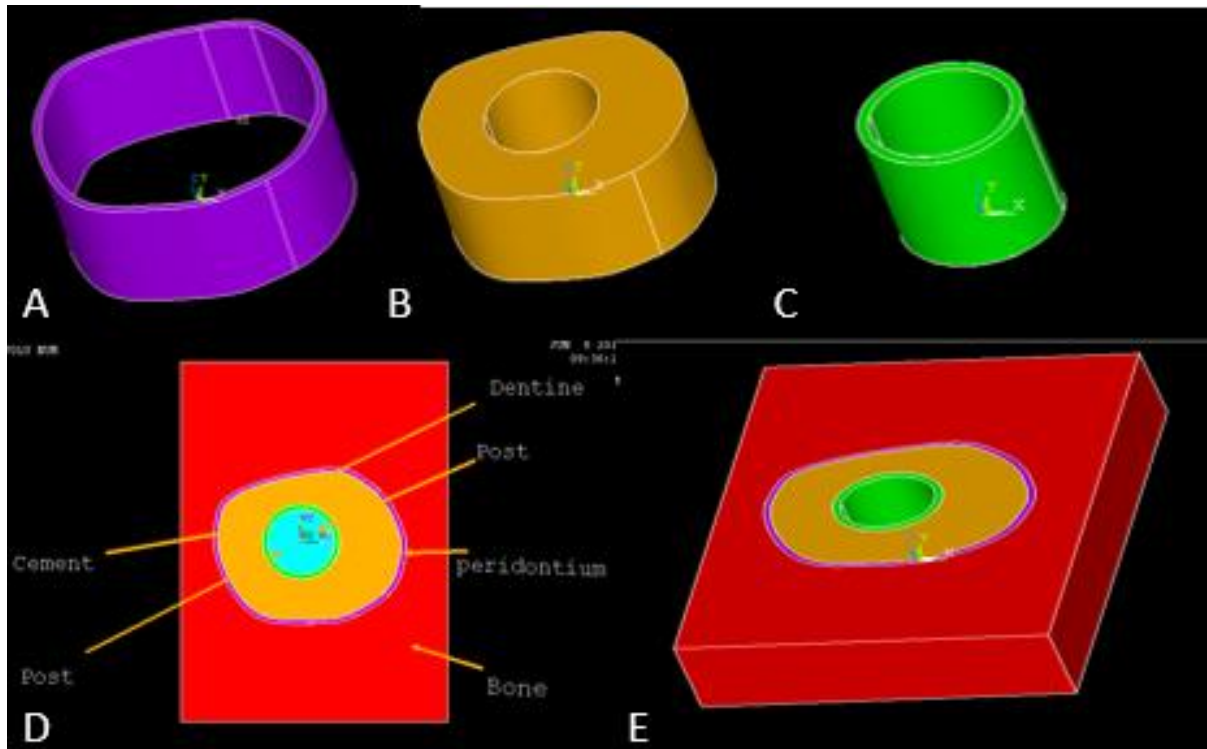 A
B
C
Dentine
Post
Cement
peridontium
Post
Bone
D
E
X